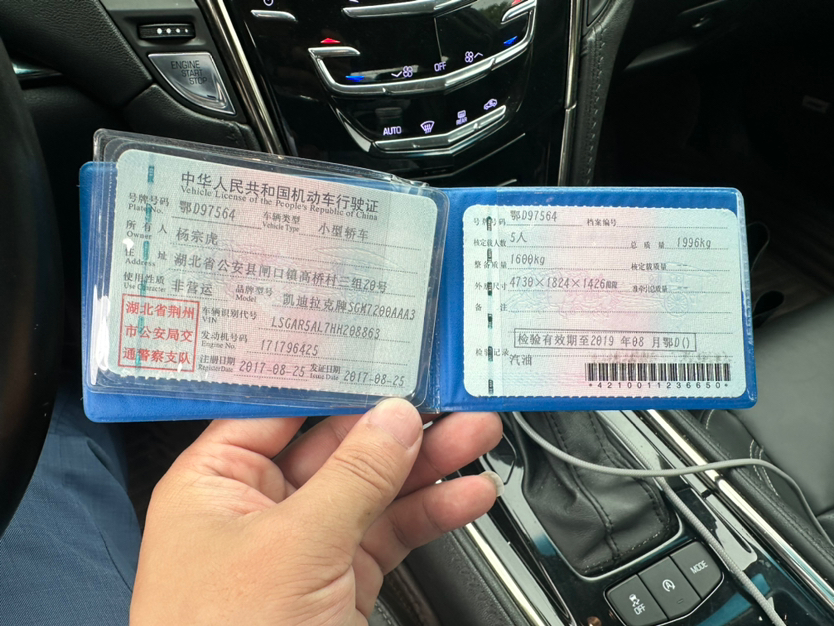 ENGINE
START
STOP
OFF
AUTO
REAR
中华人民共和国机动车行驶证
Vehicle License of the People's Republic of China
号牌号码 鄂D97564 车辆类型 小型轿车
Plate No. Vehicle Type
所有人 杨宗虎
Owner
住址 湖北省公安县闸口镇高桥村三组20号
Address
使用性质 非营运 品牌型号 凯迪拉克牌SGM7200AAA3
Use Character Model
湖北省荆州
市公安局交
通警察支队
车辆识别代号
VIN LSGAR5AL7HH208863
发动机号码
Engine No. 171796425
注册日期 2017-08-25 发证日期 2017-08-25
Register Date Issue Date
号牌号码 鄂D97564 档案编号
核定载人数 5人 总质量 1996kg
整备质量 1600kg 核定载质量 --
外廓尺寸 4730×1824×1426mm 准牵引总质量 --
备注
检验有效期至2019 年08 月鄂D()
检验记录
汽油
*4210011236650*
OFF
MODE